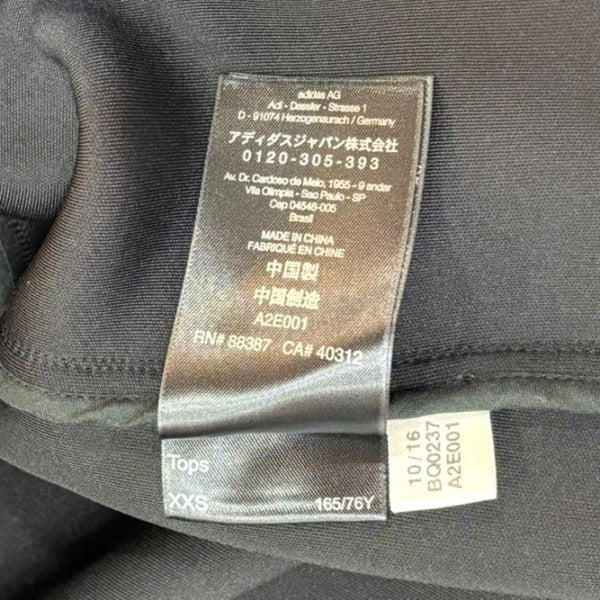 adidas AG
Adi - Dassler - Strasse 1
D - 91074 Herzogenaurach / Germany
アディダスジャパン株式会社
0120-305-393
Av. Dr. Cardoso de Melo, 1955 - 9 andar
Vila Olimpia - Sao Paulo - SP
Cep 04548-005
Brasil
MADE IN CHINA
FABRIQUÉ EN CHINE
中国製
中国制造
A2E001
RN# 88387 CA# 40312
Tops
XXS 165/76Y
10/16
BQ0237
A2E001